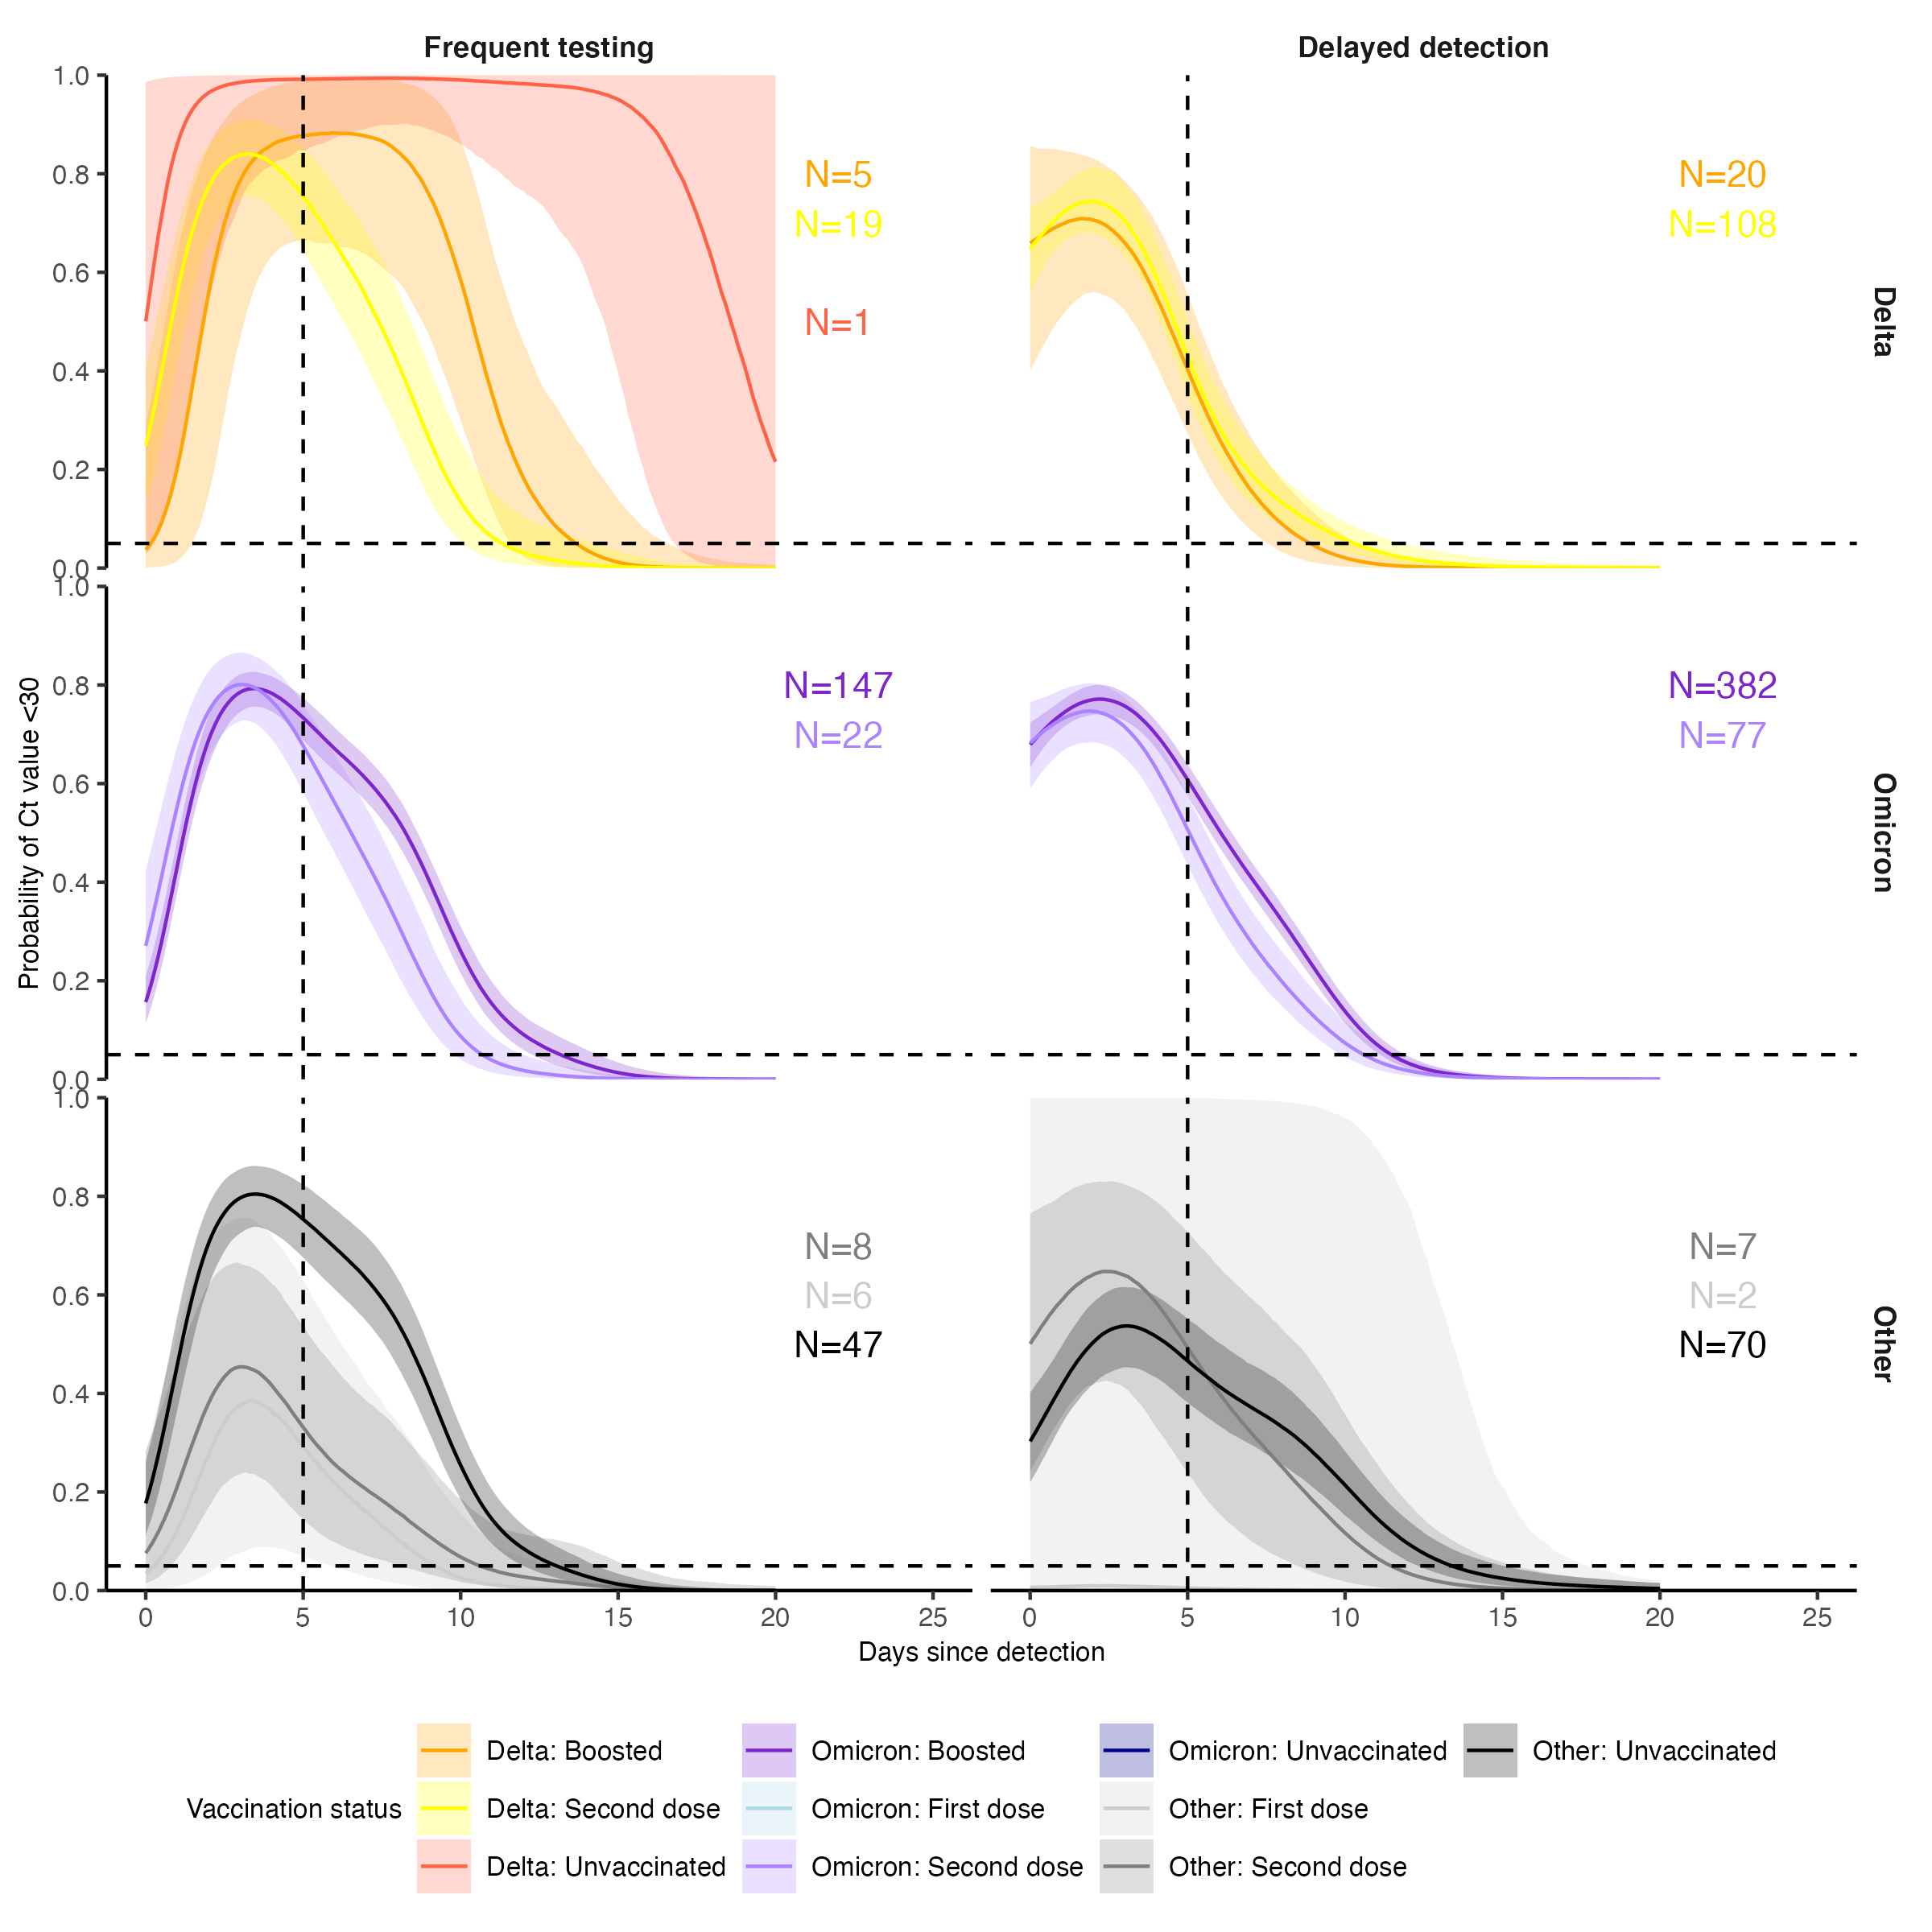 Frequent testing
Delayed detection
1.0
0.8
0.6
0.4
0.2
0.0
N=5
N=19
N=1
N=20
N=108
Delta
1.0
0.8
0.6
0.4
0.2
0.0
N=147
N=22
N=382
N=77
Omicron
Probability of Ct value <30
1.0
0.8
0.6
0.4
0.2
0.0
N=8
N=6
N=47
N=7
N=2
N=70
Other
0 5 10 15 20 25
0 5 10 15 20 25
Days since detection
Vaccination status
Delta: Boosted
Delta: Second dose
Delta: Unvaccinated
Omicron: Boosted
Omicron: First dose
Omicron: Second dose
Omicron: Unvaccinated
Other: First dose
Other: Second dose
Other: Unvaccinated